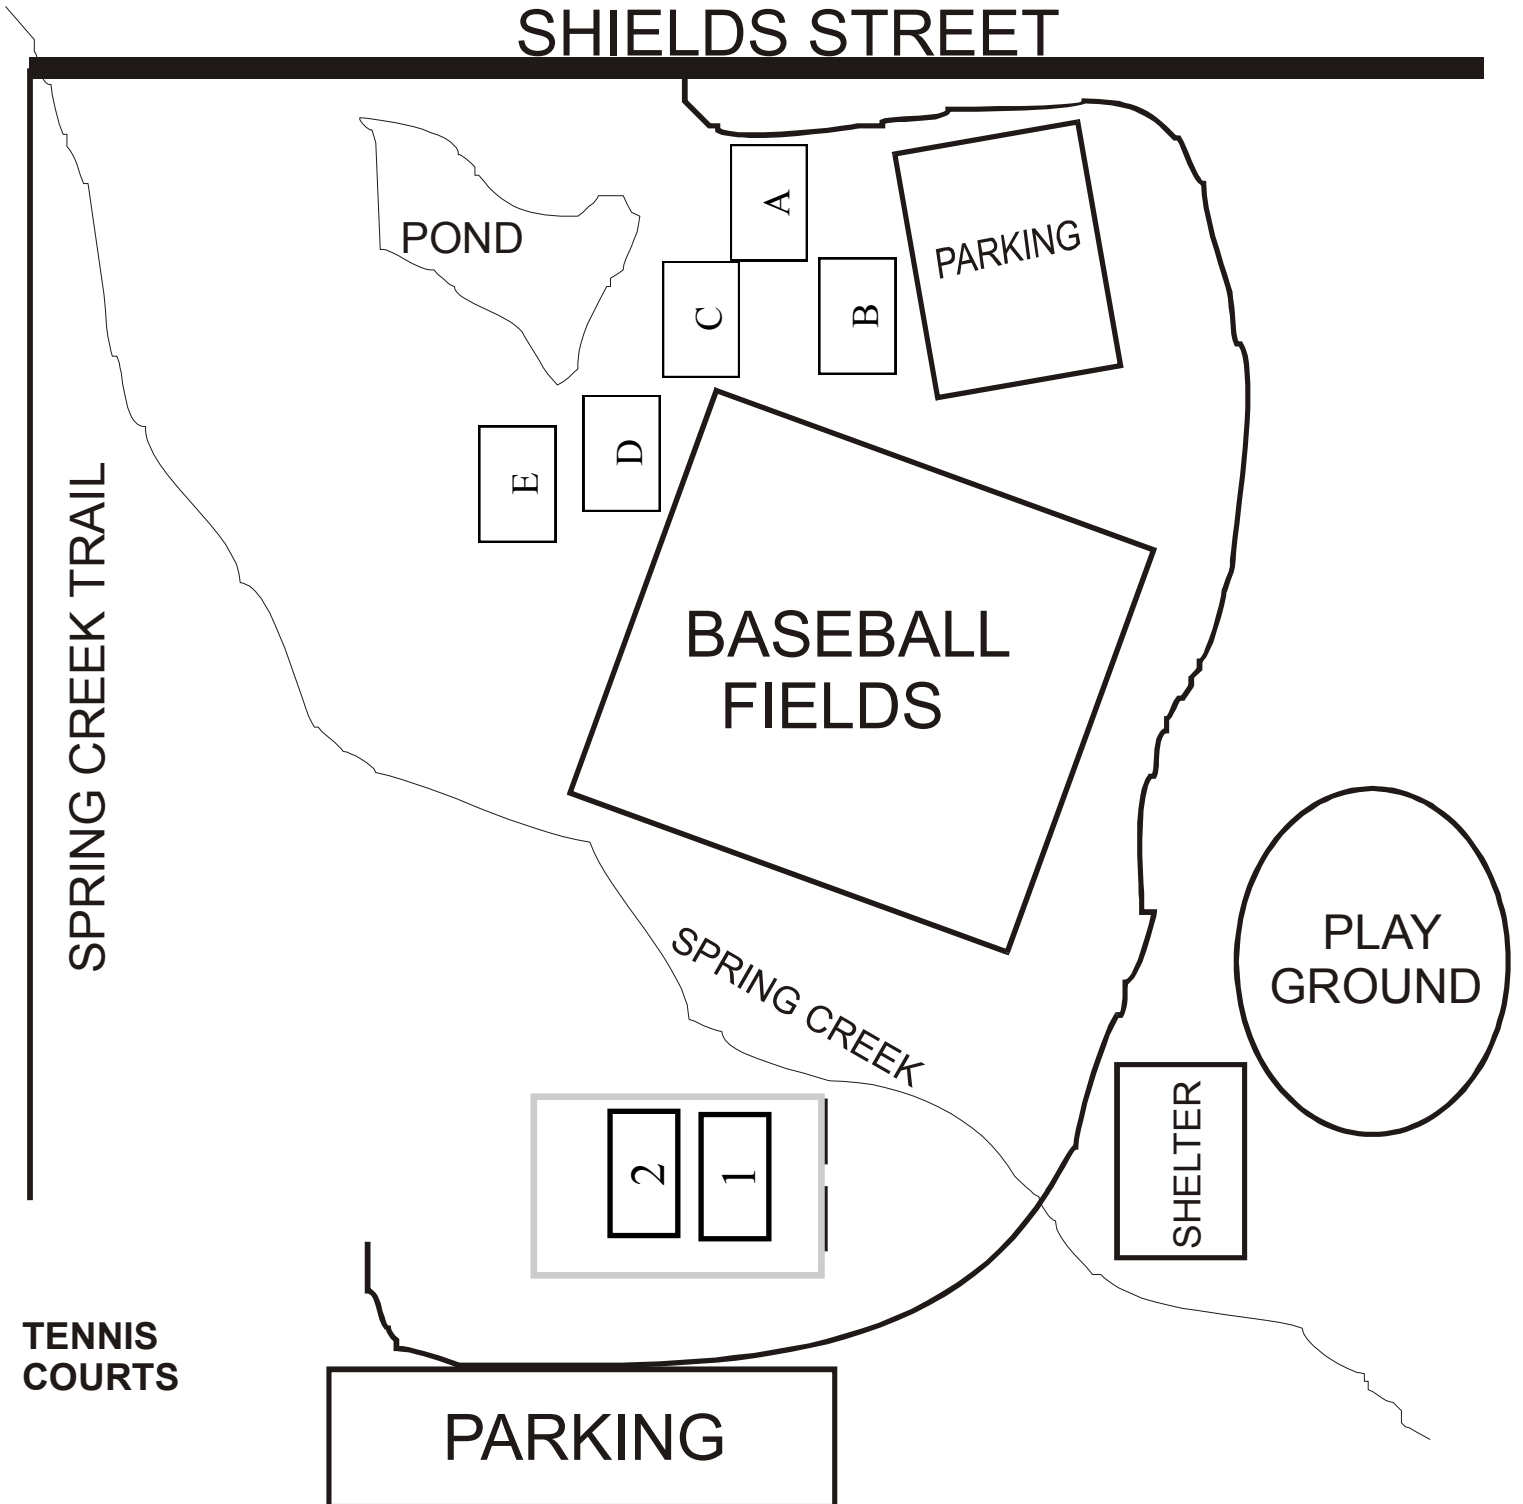 SHIELDS STREET
A
PARKING
POND
C
B
D
E
SPRING CREEK TRAIL
BASEBALL
FIELDS
PLAY
GROUND
SPRING CREEK
SHELTER
2
1
TENNIS
COURTS
PARKING